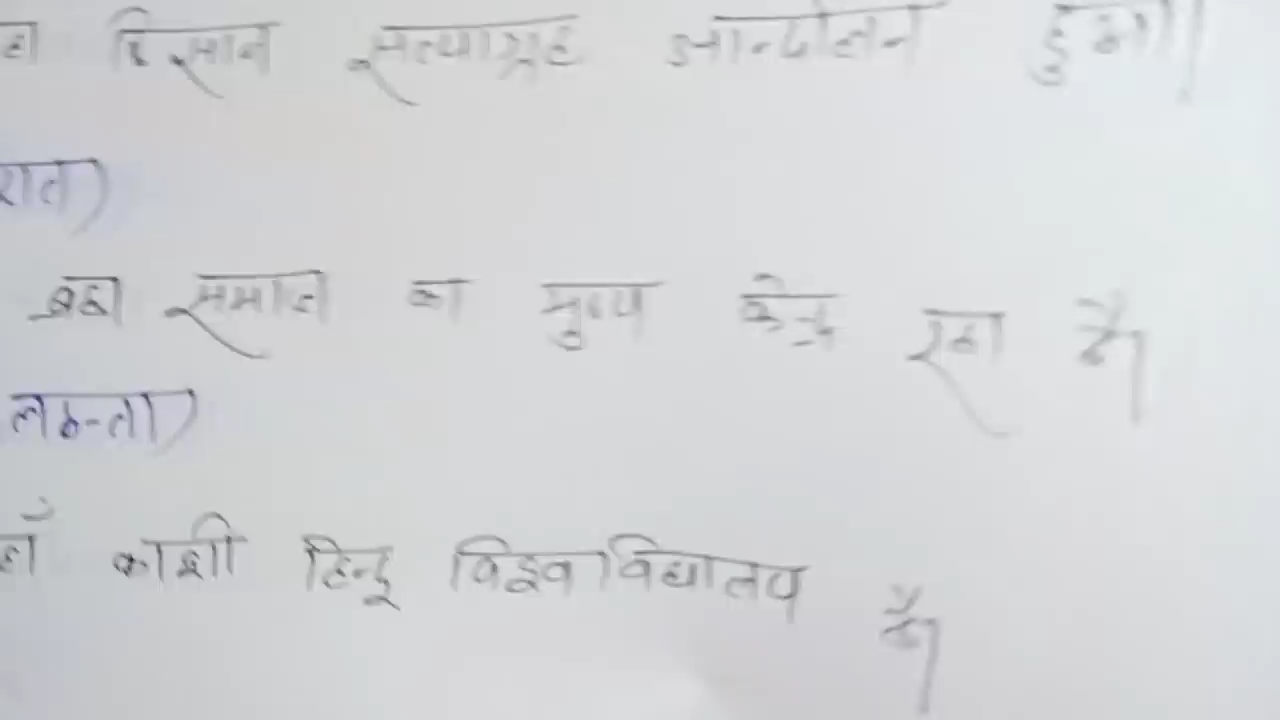 किसान सत्याग्रह आन्दोलन हुआ।
रात)
ब्रह्म समाज का मुख्य केन्द्र रहा है।
लकत्ता)
हाँ काशी हिन्दू विश्वविद्यालय है।